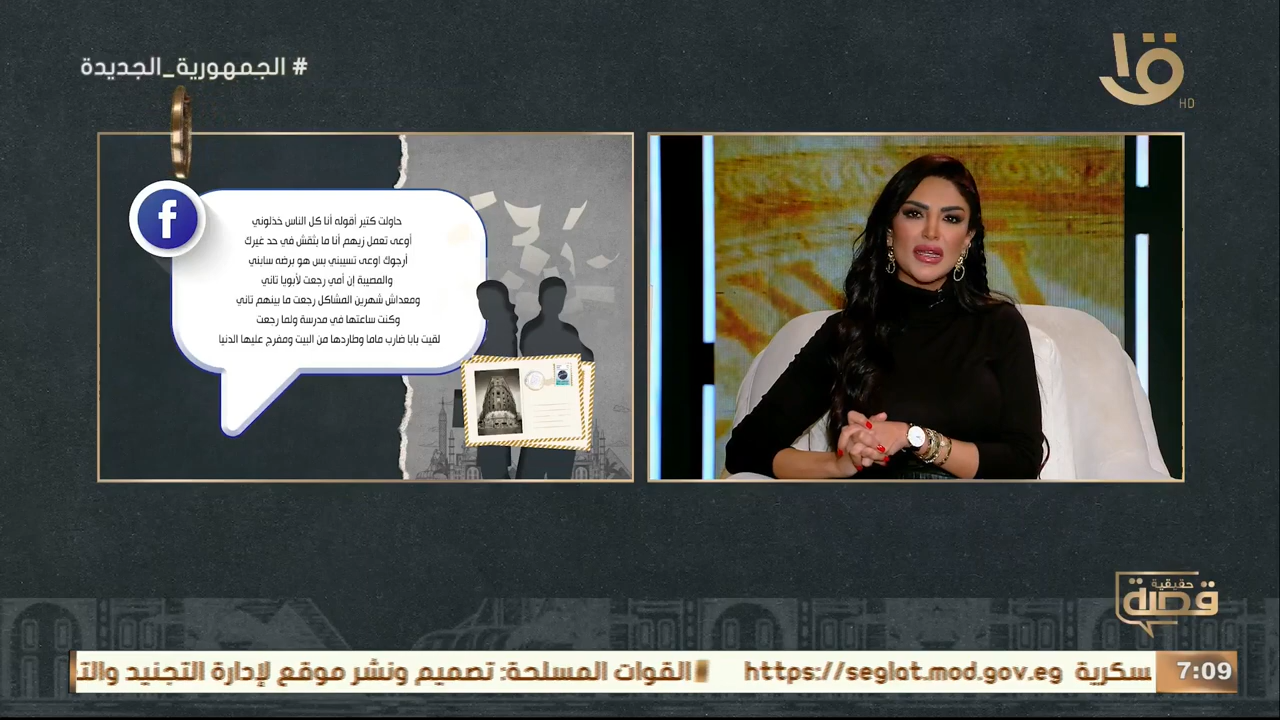 # الجمهورية_الجديدة
HD
f
حاولت كتير أقوله أنا كل الناس خذلوني
أوعى تعمل زيهم أنا ما بثقش في حد غيرك
أرجوك اوعى تسيبني بس هو برضه سابني
والمصيبة إن أمي رجعت لأبويا تاني
ومعداش شهرين المشاكل رجعت ما بينهم تاني
وكنت ساعتها في مدرسة ولما رجعت
لقيت بابا ضارب ماما وطاردها من البيت ومفرج عليها الدنيا
قصة
حقيقية
7:09
سكرية https://seglat.mod.gov.eg القوات المسلحة: تصميم ونشر موقع لإدارة التجنيد والت